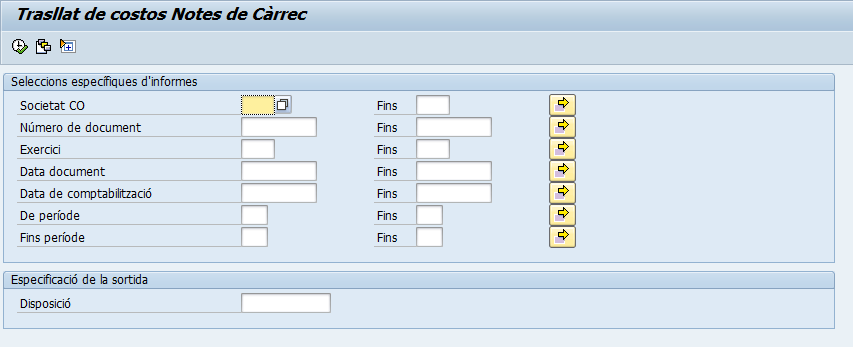 Trasllat de costos Notes de Càrrec
Seleccions específiques d'informes
Societat CO Fins
Número de document Fins
Exercici Fins
Data document Fins
Data de comptabilització Fins
De període Fins
Fins període Fins
Especificació de la sortida
Disposició